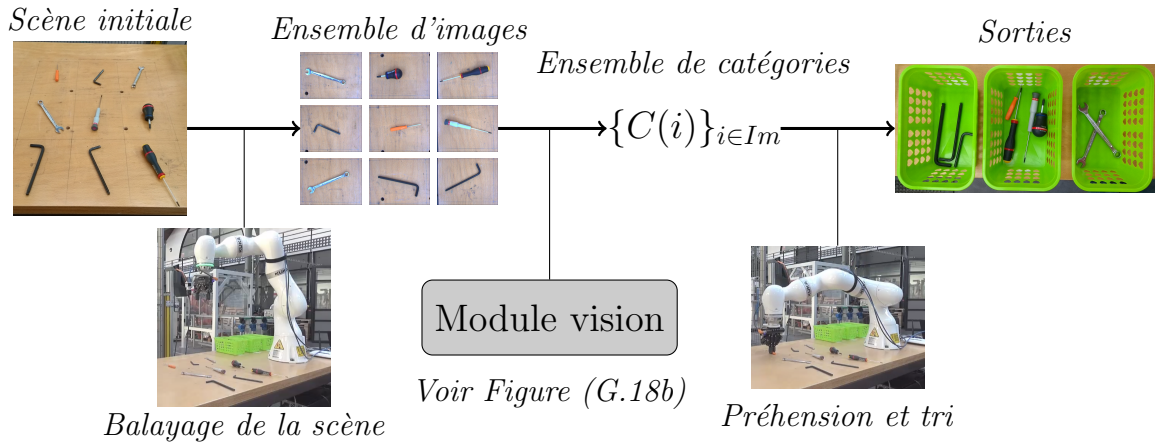 Scène initiale
Ensemble d'images
Ensemble de catégories
Sorties
{C(i)}i∈Im
Module vision
Voir Figure (G.18b)
Balayage de la scène
Préhension et tri